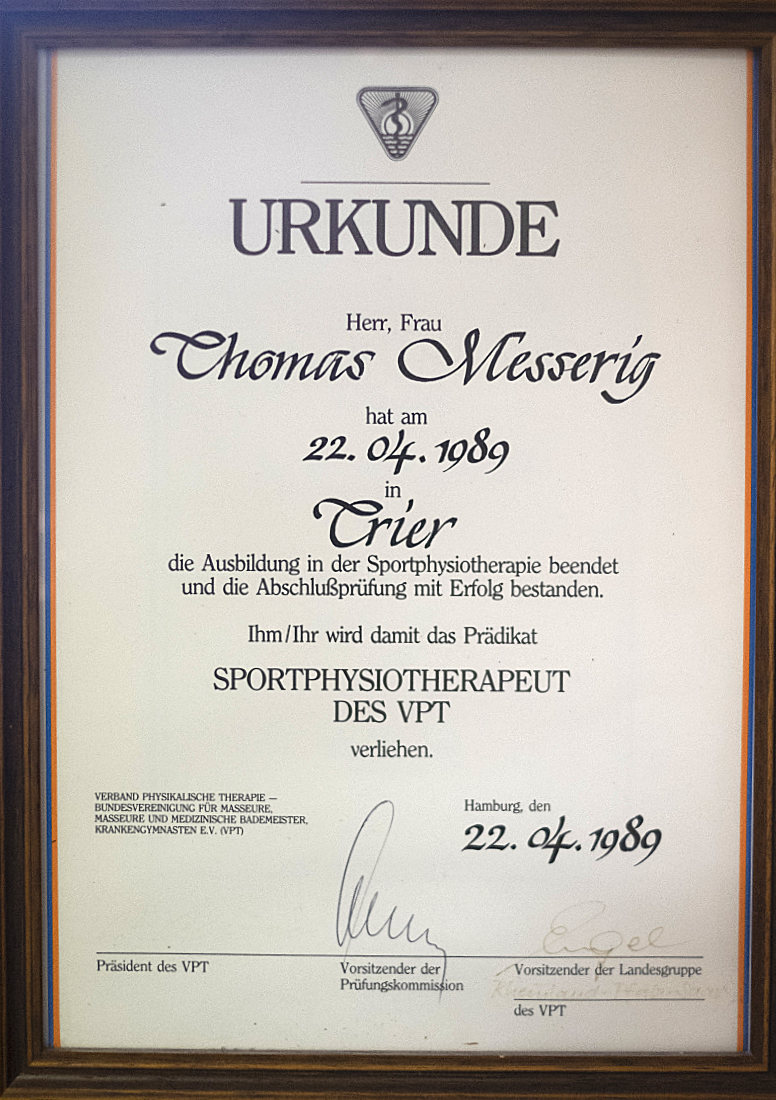 URKUNDE
Herr, Frau
Thomas Messerig
hat am
22. 04. 1989
in
Trier
die Ausbildung in der Sportphysiotherapie beendet
und die Abschlußprüfung mit Erfolg bestanden.
Ihm/Ihr wird damit das Prädikat
SPORTPHYSIOTHERAPEUT
DES VPT
verliehen.
VERBAND PHYSIKALISCHE THERAPIE –
BUNDESVEREINIGUNG FÜR MASSEURE,
MASSEURE UND MEDIZINISCHE BADEMEISTER,
KRANKENGYMNASTEN E.V. (VPT)
Hamburg, den
22. 04. 1989
Engel
Präsident des VPT
Vorsitzender der
Prüfungskommission
Vorsitzender der Landesgruppe
des VPT